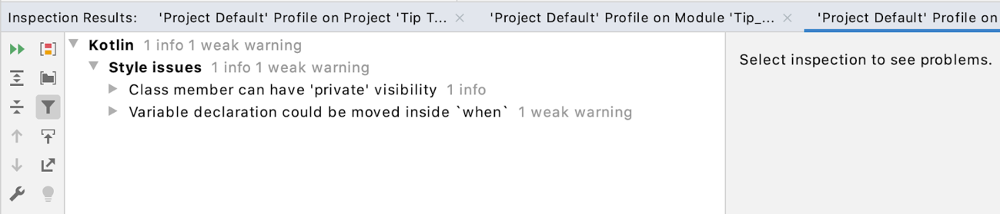 Inspection Results: 'Project Default' Profile on Project 'Tip T... 'Project Default' Profile on Module 'Tip_... 'Project Default' Profile on
Kotlin 1 info 1 weak warning
Select inspection to see problems.
Style issues 1 info 1 weak warning
Class member can have 'private' visibility 1 info
Variable declaration could be moved inside `when` 1 weak warning